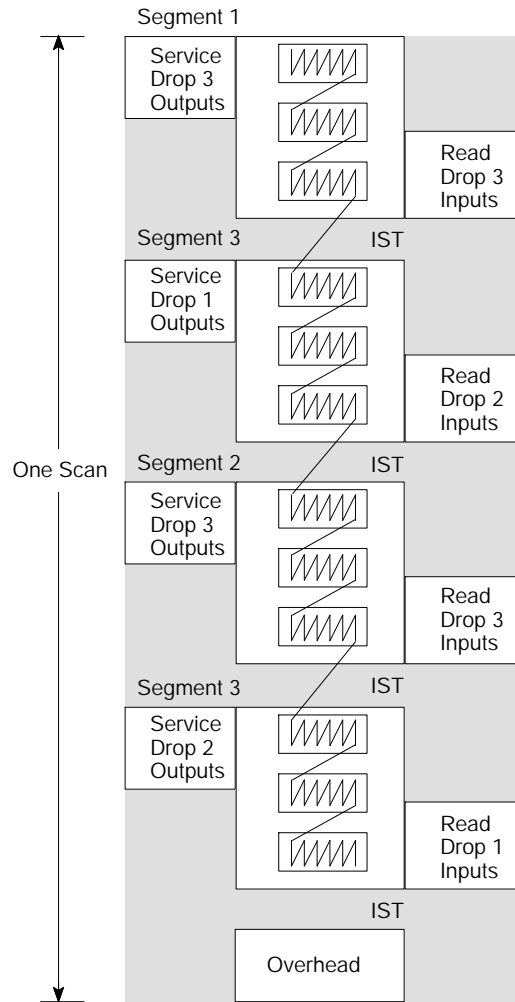 Segment 1
Service
Drop 3
Outputs
Read
Drop 3
Inputs
Segment 3
IST
Service
Drop 1
Outputs
Read
Drop 2
Inputs
One Scan
Segment 2
IST
Service
Drop 3
Outputs
Read
Drop 3
Inputs
Segment 3
IST
Service
Drop 2
Outputs
Read
Drop 1
Inputs
IST
Overhead